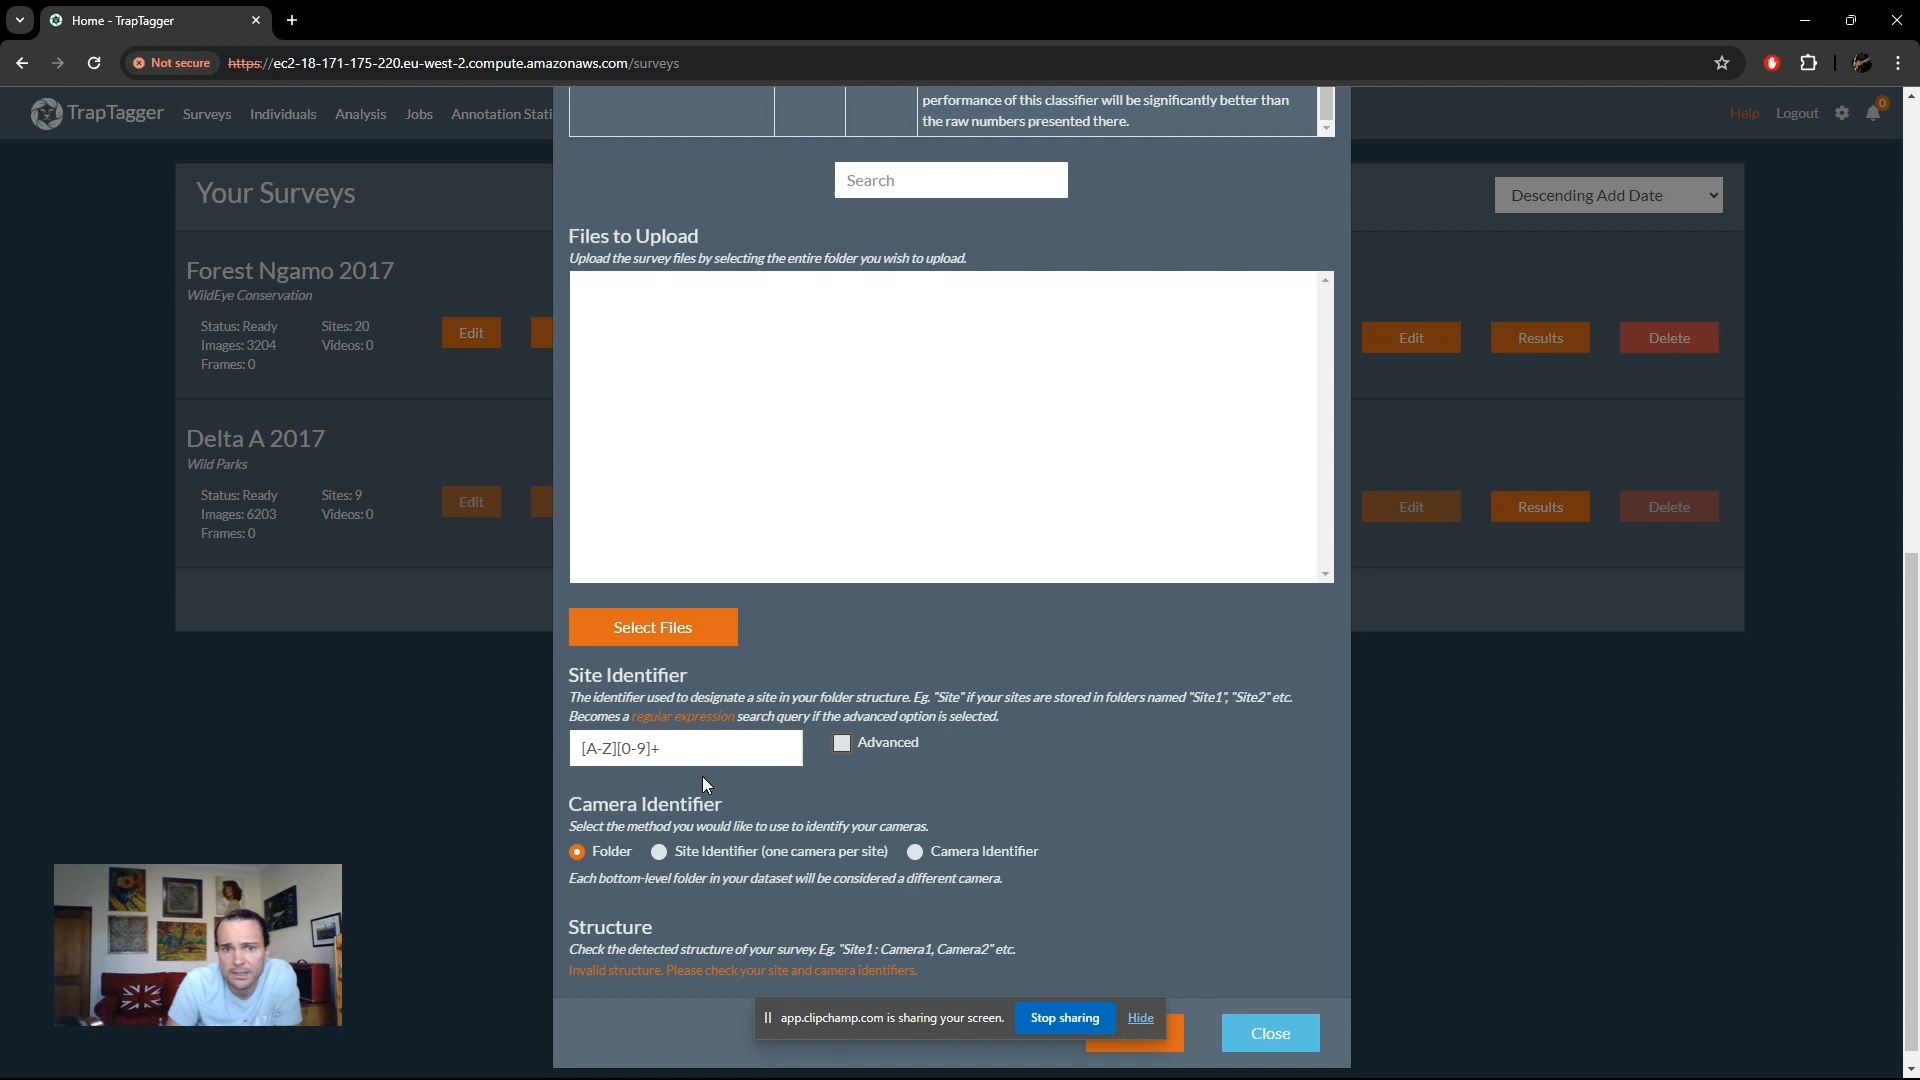 Home - TrapTagger
Not secure
https://ec2-18-171-175-220.eu-west-2.compute.amazonaws.com/surveys
TrapTagger
Surveys
Individuals
Analysis
Jobs
Annotation Stati
Help
Logout
0
performance of this classifier will be significantly better than
the raw numbers presented there.
Your Surveys
Descending Add Date
Search
Forest Ngamo 2017
WildEye Conservation
Status: Ready
Sites: 20
Images: 3204
Videos: 0
Frames: 0
Edit
Edit
Results
Delete
Delta A 2017
Wild Parks
Status: Ready
Sites: 9
Images: 6203
Videos: 0
Frames: 0
Edit
Edit
Results
Delete
Files to Upload
Upload the survey files by selecting the entire folder you wish to upload.
Select Files
Site Identifier
The identifier used to designate a site in your folder structure. Eg. "Site" if your sites are stored in folders named "Site1", "Site2" etc.
Becomes a regular expression search query if the advanced option is selected.
[A-Z][0-9]+
Advanced
Camera Identifier
Select the method you would like to use to identify your cameras.
Folder
Site Identifier (one camera per site)
Camera Identifier
Each bottom-level folder in your dataset will be considered a different camera.
Structure
Check the detected structure of your survey. Eg. "Site1 : Camera1, Camera2" etc.
Invalid structure. Please check your site and camera identifiers.
app.clipchamp.com is sharing your screen.
Stop sharing
Hide
Close